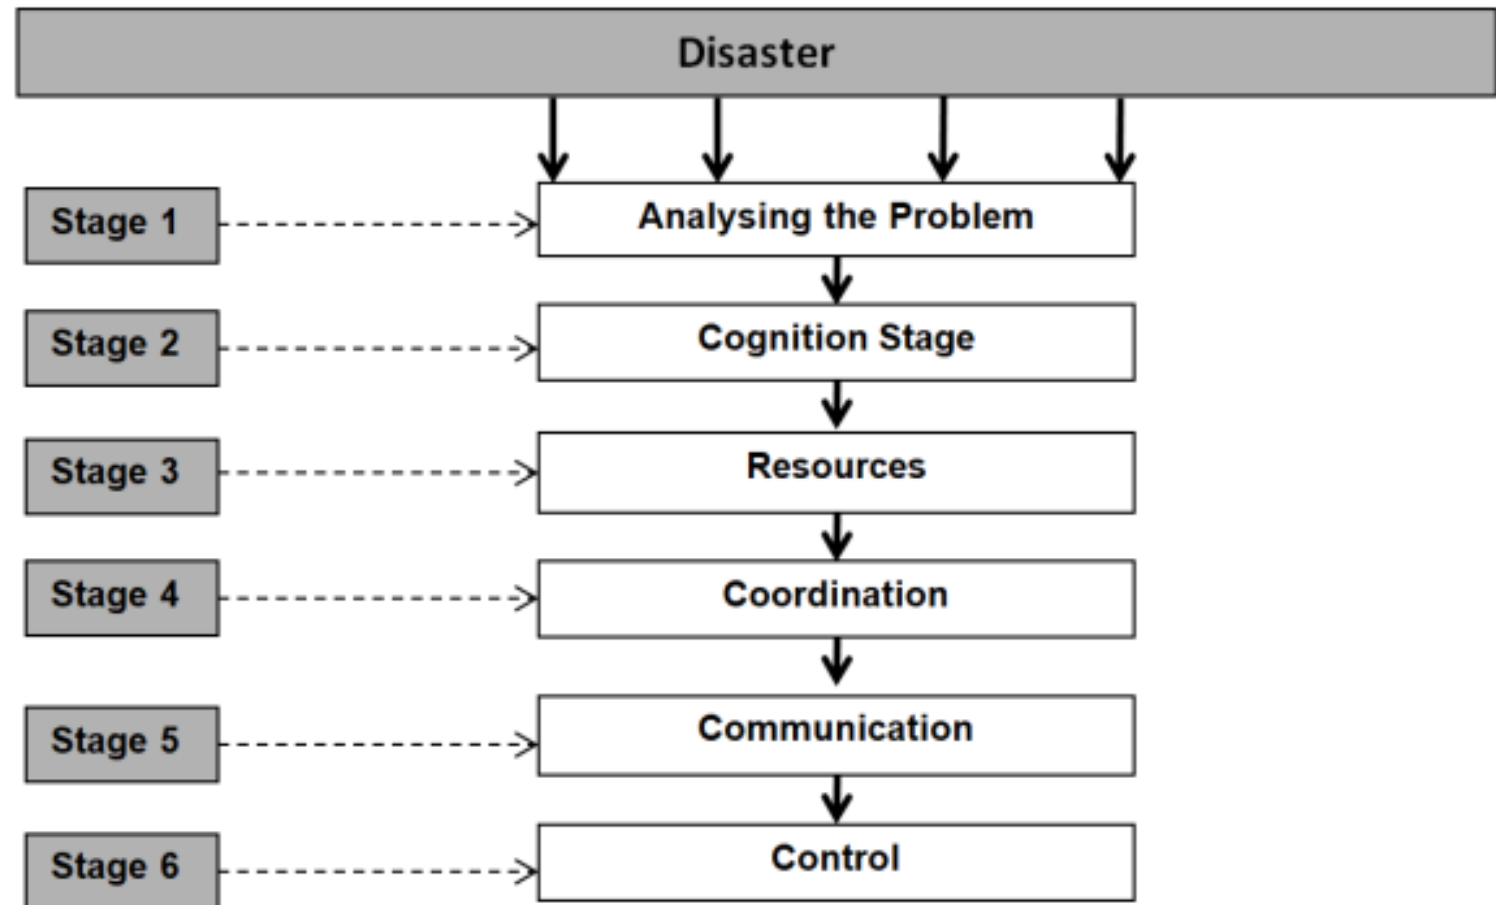 Disaster
Stage 1
Analysing the Problem
Stage 2
Cognition Stage
Stage 3
Resources
Stage 4
Coordination
Stage 5
Communication
Stage 6
Control